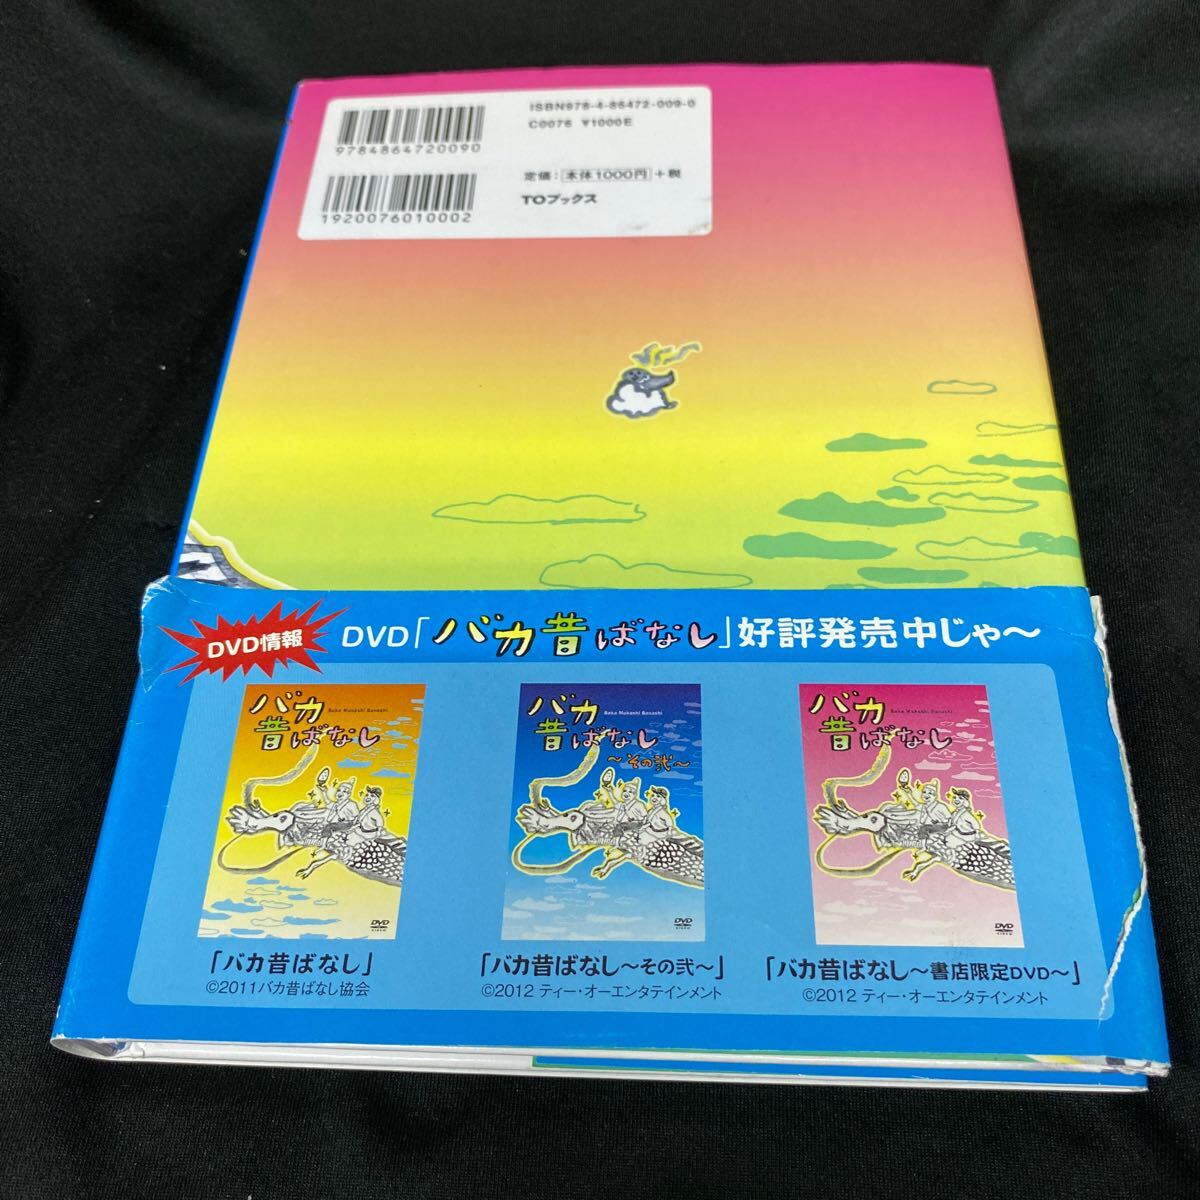 ISBN978-4-86472-009-0
C0076 ¥1000E
9784864720090
定価：本体1000円＋税
TOブックス
1920076010002
DVD情報
DVD「バカ昔ばなし」好評発売中じゃ〜
バカ
Baka Mukashi Banashi
昔ばなし
DVD
VIDEO
バカ
Baka Mukashi Banashi
昔ばなし
〜その弐〜
DVD
VIDEO
バカ
Baka Mukashi Banashi
昔ばなし
DVD
VIDEO
「バカ昔ばなし」
©2011バカ昔ばなし協会
「バカ昔ばなし〜その弐〜」
©2012 ティー・オーエンタテインメント
「バカ昔ばなし〜書店限定DVD〜」
©2012 ティー・オーエンタテインメント